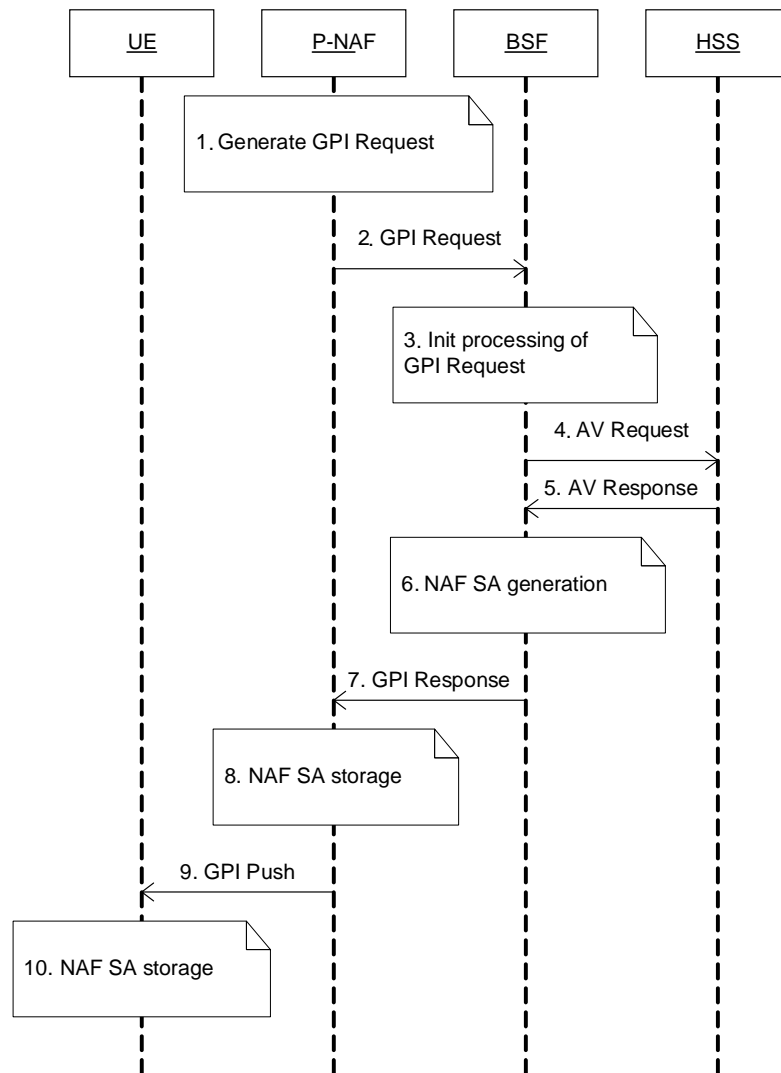 UE
P-NAF
BSF
HSS
1. Generate GPI Request
2. GPI Request
3. Init processing of
GPI Request
4. AV Request
5. AV Response
6. NAF SA generation
7. GPI Response
8. NAF SA storage
9. GPI Push
10. NAF SA storage